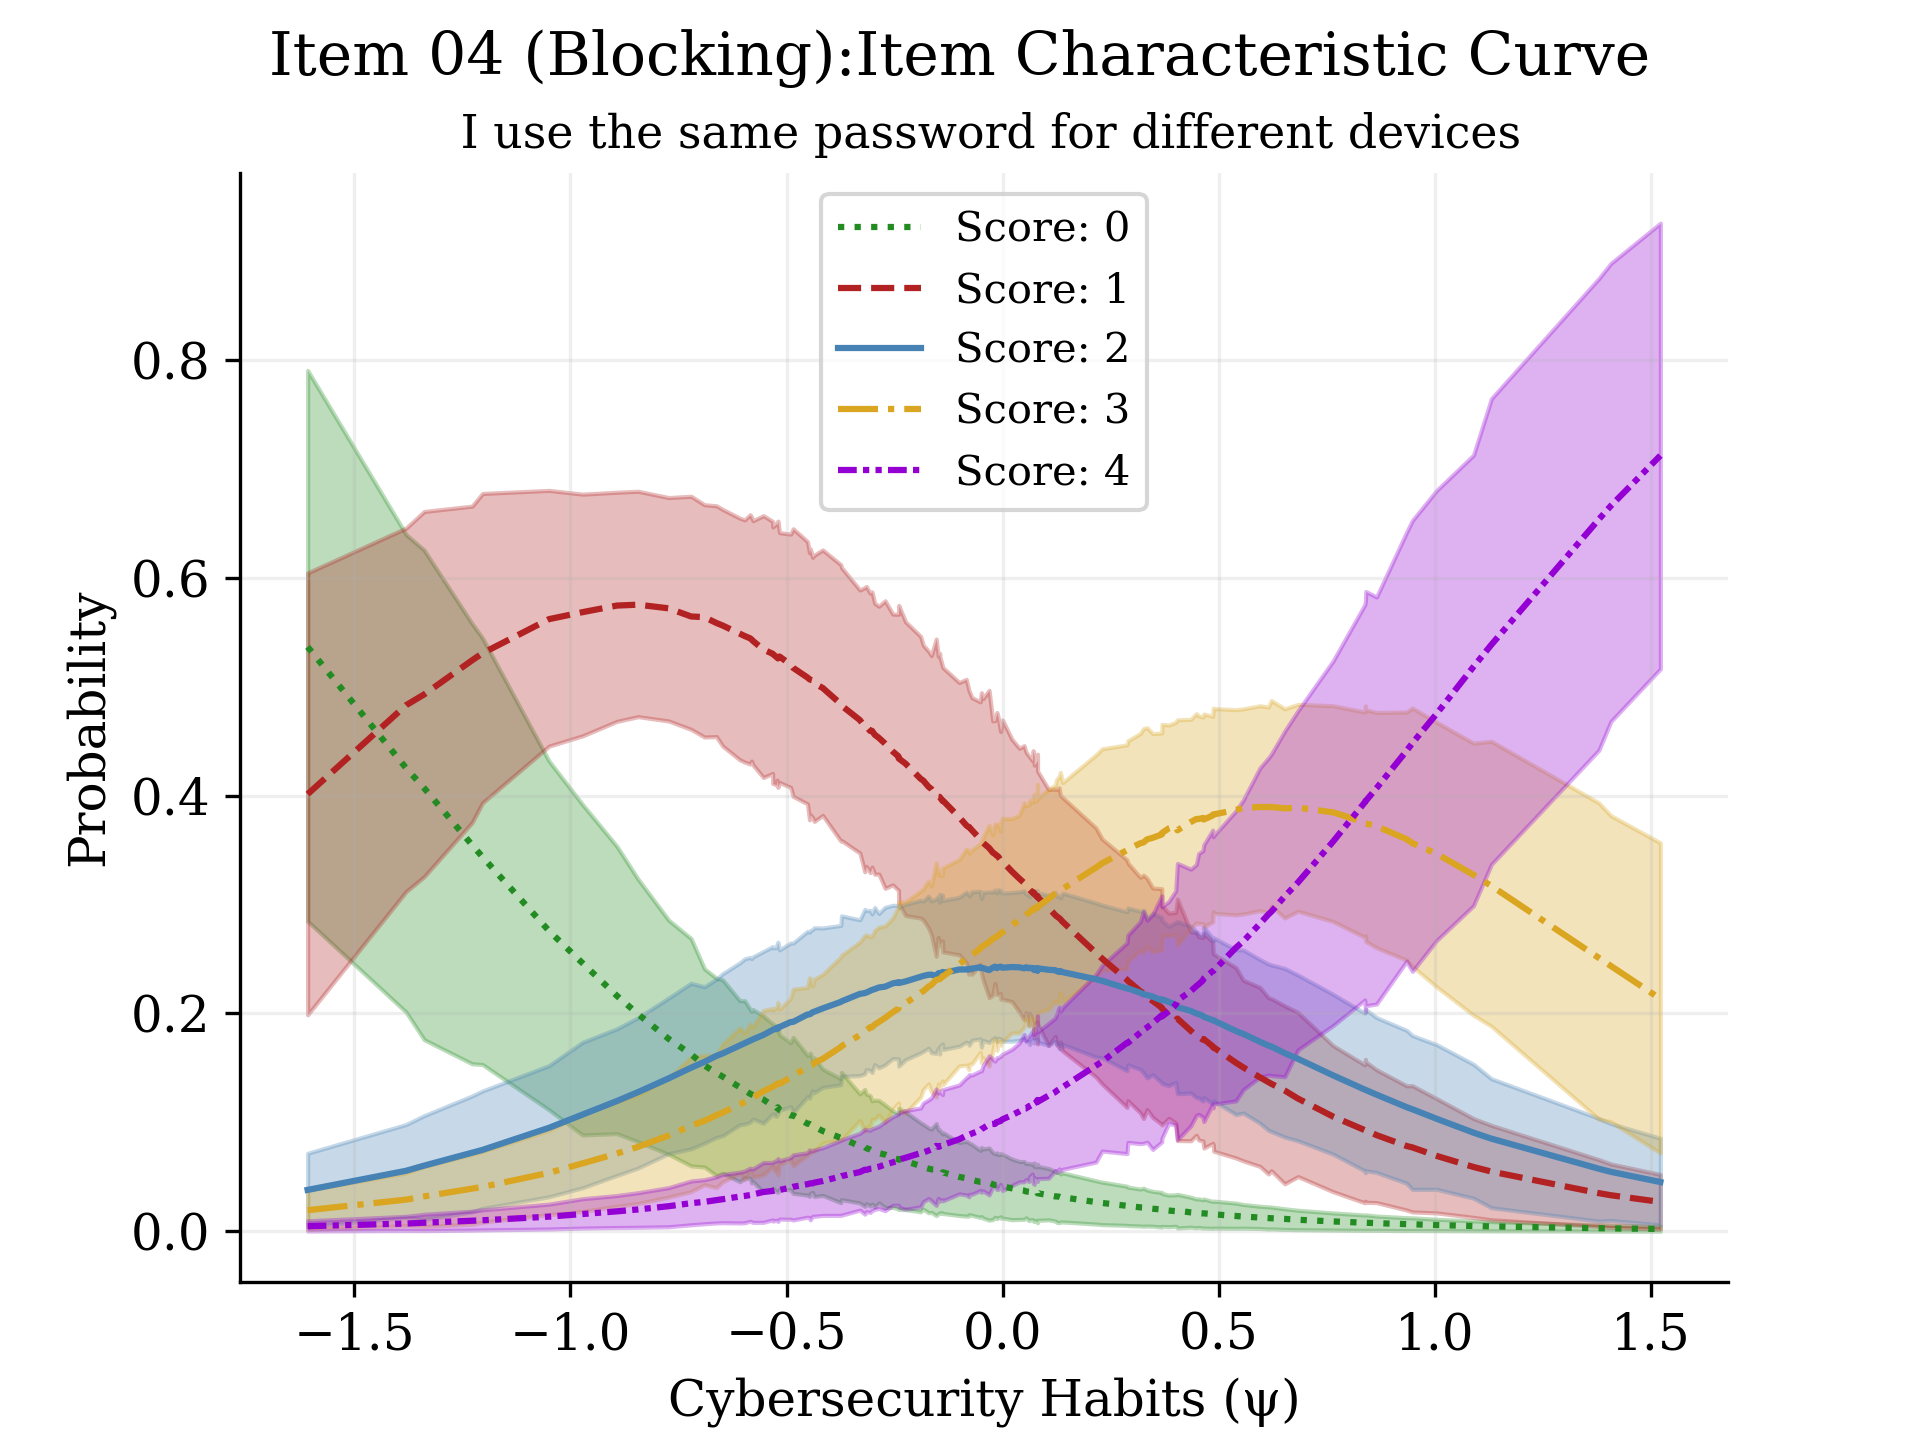 Item 04 (Blocking):Item Characteristic Curve
I use the same password for different devices
Score: 0
Score: 1
Score: 2
Score: 3
Score: 4
0.8
0.6
0.4
0.2
0.0
Probability
−1.5 −1.0 −0.5 0.0 0.5 1.0 1.5
Cybersecurity Habits (ψ)